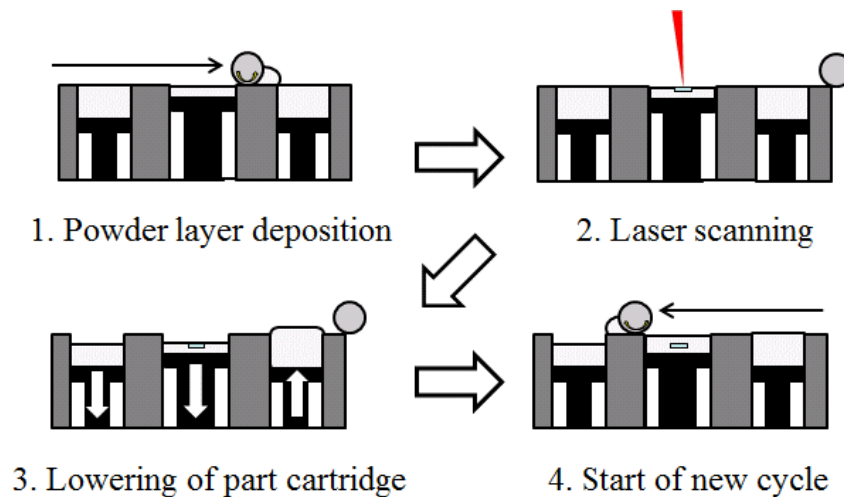 1. Powder layer deposition
2. Laser scanning
3. Lowering of part cartridge
4. Start of new cycle